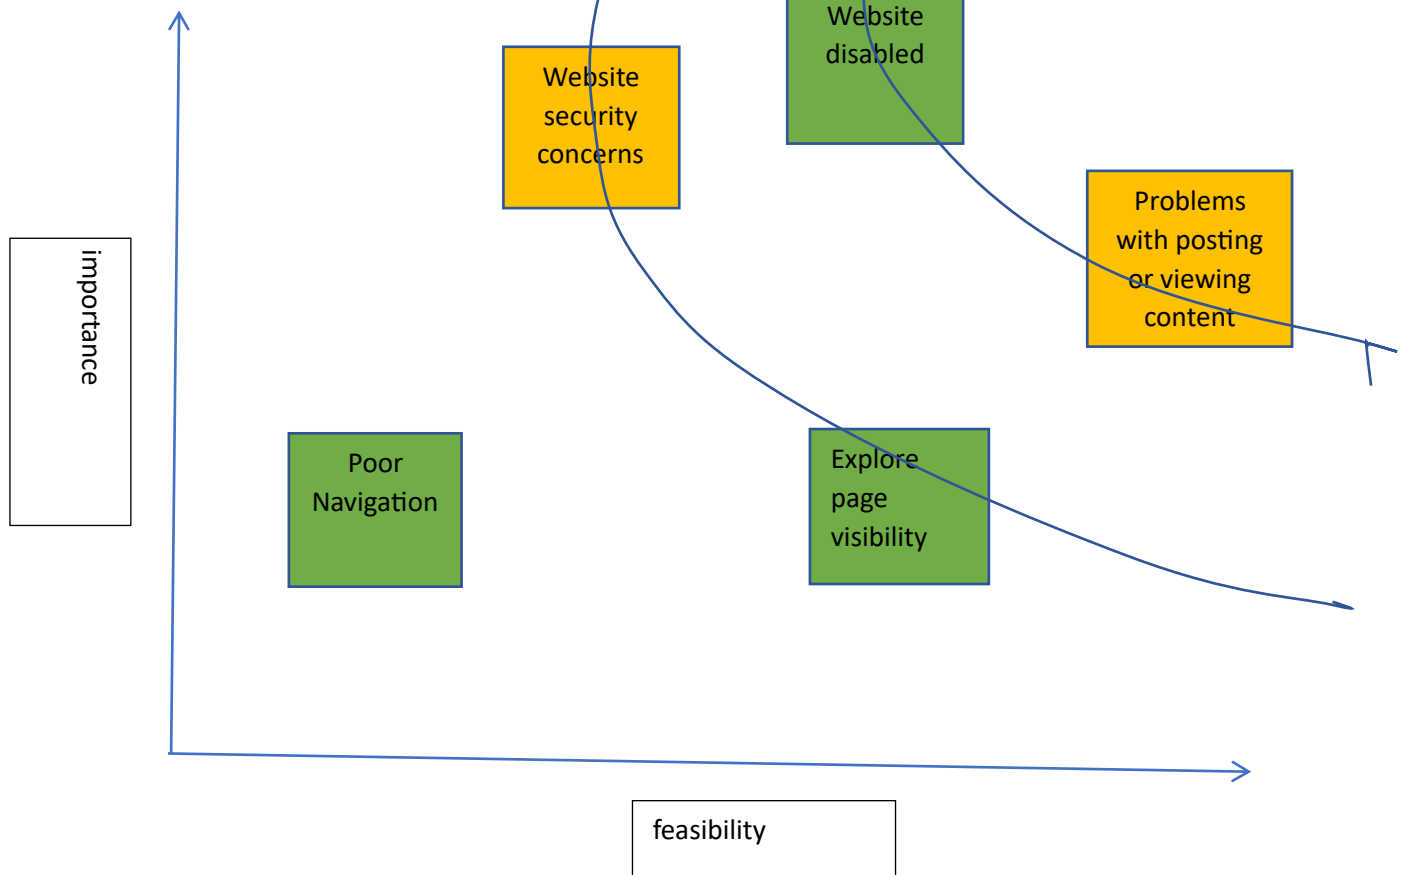 Website
disabled
Website
security
concerns
Problems
with posting
or viewing
content
importance
Poor
Navigation
Explore
page
visibility
feasibility